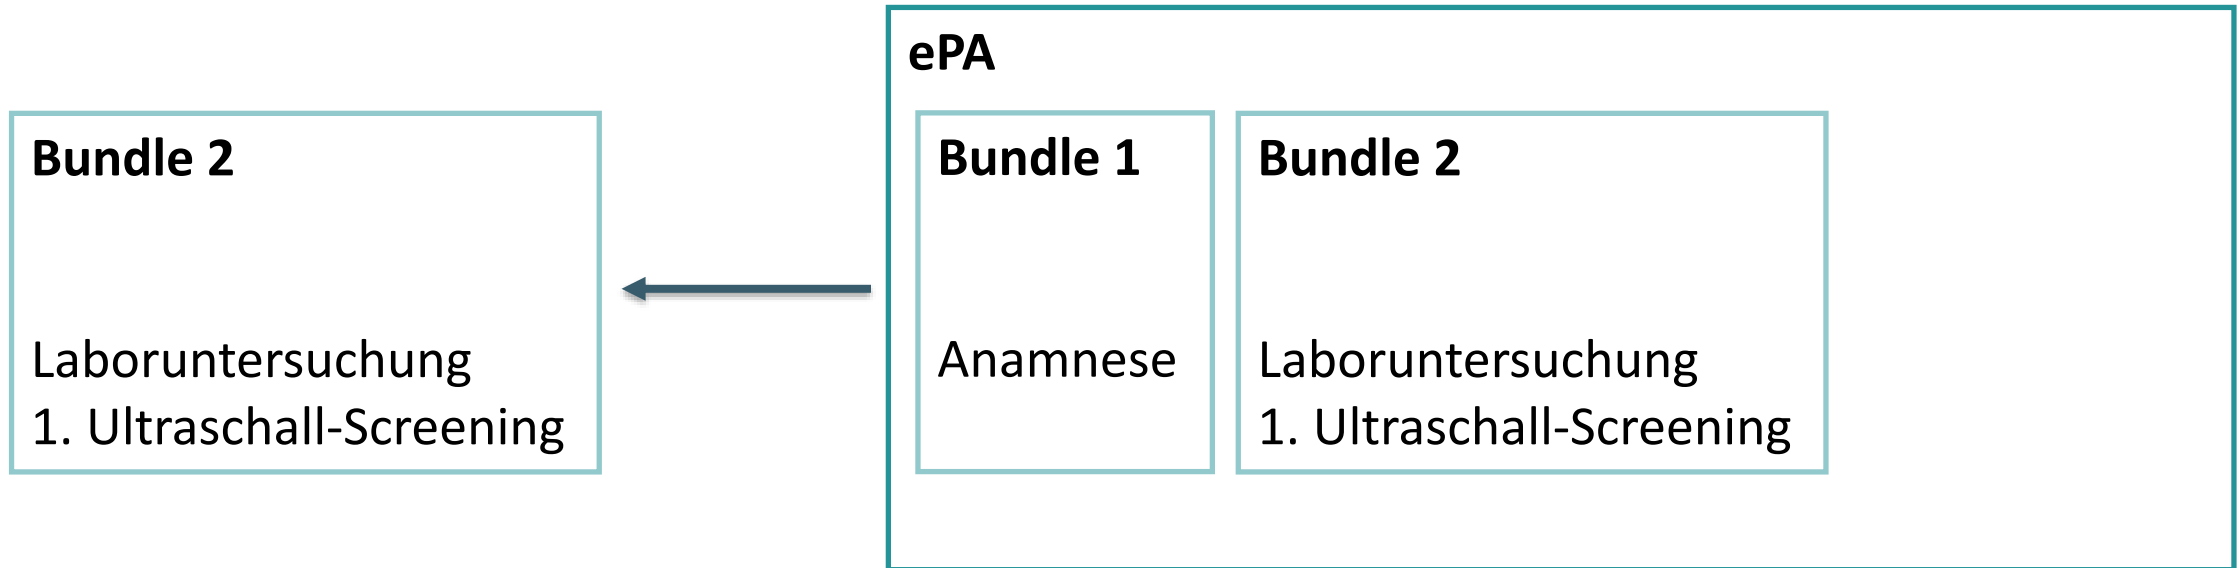 ePA
Bundle 2
Laboruntersuchung
1. Ultraschall-Screening
Bundle 1
Anamnese
Bundle 2
Laboruntersuchung
1. Ultraschall-Screening